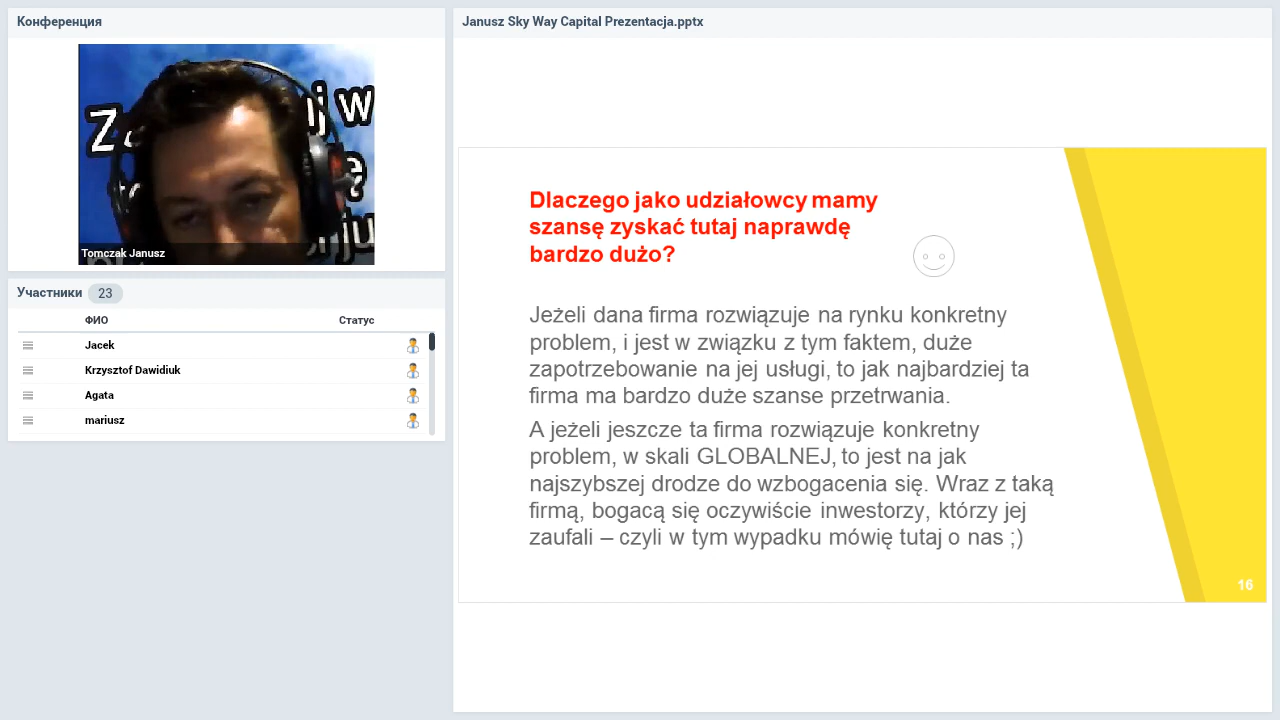 Конференция
Tomczak Janusz
Участники 23
ФИО Статус
Jacek
Krzysztof Dawidiuk
Agata
mariusz
Janusz Sky Way Capital Prezentacja.pptx
Dlaczego jako udziałowcy mamy
szansę zyskać tutaj naprawdę
bardzo dużo?
Jeżeli dana firma rozwiązuje na rynku konkretny
problem, i jest w związku z tym faktem, duże
zapotrzebowanie na jej usługi, to jak najbardziej ta
firma ma bardzo duże szanse przetrwania.
A jeżeli jeszcze ta firma rozwiązuje konkretny
problem, w skali GLOBALNEJ, to jest na jak
najszybszej drodze do wzbogacenia się. Wraz z taką
firmą, bogacą się oczywiście inwestorzy, którzy jej
zaufali – czyli w tym wypadku mówię tutaj o nas ;)
16